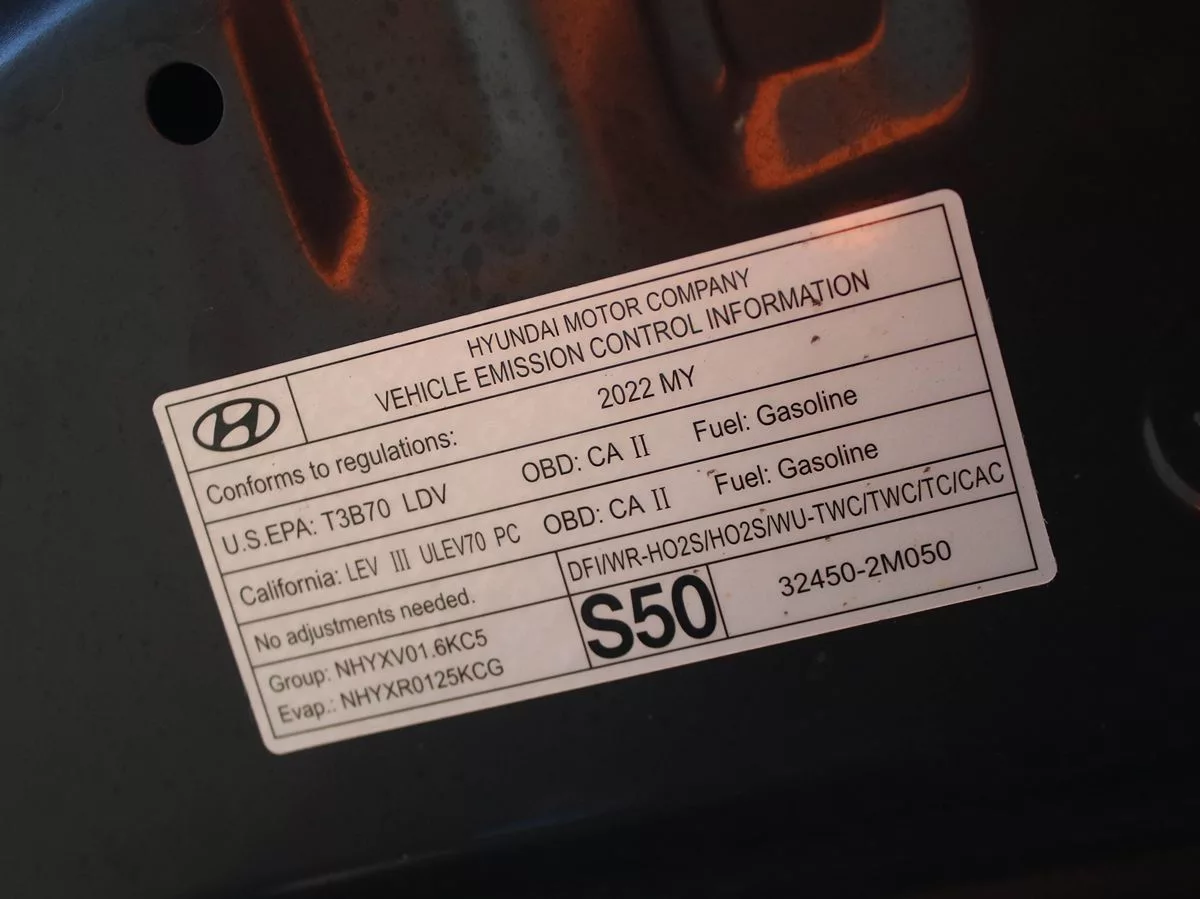 HYUNDAI MOTOR COMPANY
VEHICLE EMISSION CONTROL INFORMATION
Conforms to regulations: 2022 MY
U.S.EPA: T3B70 LDV OBD: CA II Fuel: Gasoline
California: LEV III ULEV70 PC OBD: CA II Fuel: Gasoline
No adjustments needed. DFI/WR-HO2S/HO2S/WU-TWC/TWC/TC/CAC
Group: NHYXV01.6KC5
Evap.: NHYXR0125KCG
S50
32450-2M050